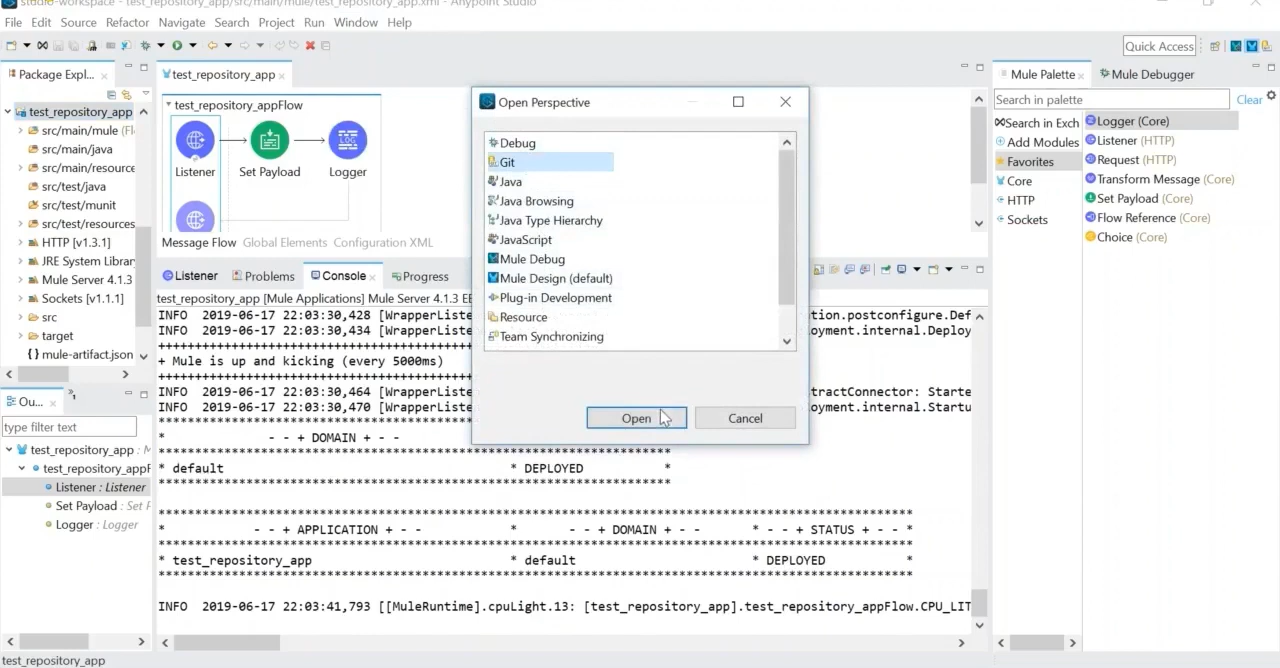 studio-workspace - test_repository_app/src/main/mule/test_repository_app.xml - Anypoint Studio
File Edit Source Refactor Navigate Search Project Run Window Help
Quick Access
Package Expl...
test_repository_app
src/main/mule (Fl
src/main/java
src/main/resource
src/test/java
src/test/munit
src/test/resources
HTTP [v1.3.1]
JRE System Library
Mule Server 4.1.3
Sockets [v1.1.1]
src
target
{ } mule-artifact.json
Ou...
type filter text
test_repository_app : M
test_repository_appF
Listener : Listener
Set Payload : Set P
Logger : Logger
test_repository_app
test_repository_appFlow
LOG
Listener
Set Payload
Logger
Message Flow Global Elements Configuration XML
Listener Problems Console Progress
test_repository_app [Mule Applications] Mule Server 4.1.3 EE
INFO 2019-06-17 22:03:30,428 [WrapperListe
tion.postconfigure.Def
INFO 2019-06-17 22:03:30,434 [WrapperListe
oyment.internal.Deploy
++++++++++++++++++++++++++++++++++++++++++
+ Mule is up and kicking (every 5000ms)
++++++++++++++++++++++++++++++++++++++++++
INFO 2019-06-17 22:03:30,464 [WrapperListe
tractConnector: Starte
INFO 2019-06-17 22:03:30,470 [WrapperListe
oyment.internal.Startu
*******************************************************************
* - - + DOMAIN + - -
*******************************************************************
* default * DEPLOYED *
*******************************************************************
***************************************************************************************************
* - - + APPLICATION + - - * - - + DOMAIN + - - * - - + STATUS + - - *
***************************************************************************************************
* test_repository_app * default * DEPLOYED *
***************************************************************************************************
INFO 2019-06-17 22:03:41,793 [[MuleRuntime].cpuLight.13: [test_repository_app].test_repository_appFlow.CPU_LIT
Open Perspective
Debug
Git
Java
Java Browsing
Java Type Hierarchy
JavaScript
Mule Debug
Mule Design (default)
Plug-in Development
Resource
Team Synchronizing
Open
Cancel
Mule Palette
Mule Debugger
Search in palette
Clear
Search in Exch
Add Modules
Favorites
Core
HTTP
Sockets
Logger (Core)
Listener (HTTP)
Request (HTTP)
Transform Message (Core)
Set Payload (Core)
Flow Reference (Core)
Choice (Core)
test_repository_app